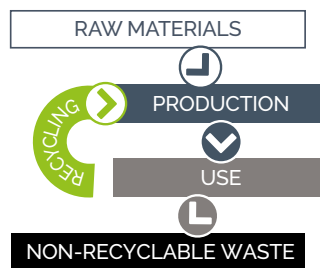 RAW MATERIALS
RECYCLING
PRODUCTION
USE
NON-RECYCLABLE WASTE